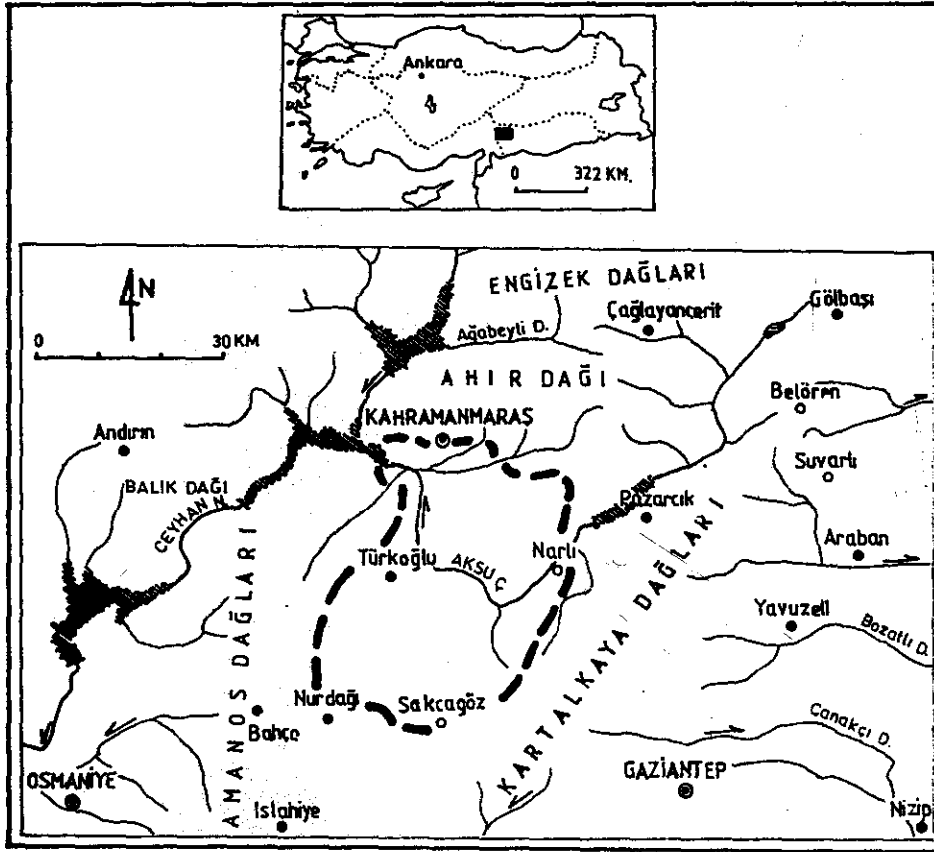 Ankara
0 322 KM.
N
0 30 KM
ENGİZEK DAĞLARI
Çağlayancerit
Gölbaşı
Ağabeyli D.
AHIR DAĞI
Belören
KAHRAMANMARAŞ
Andırın
Suvarlı
BALIK DAĞI
Pazarcık
CEYHAN N.
Araban
Türkoğlu
AKSU Ç
Narlı
Yavuzeli
Bozatlı D.
AMANOS DAĞLARI
KARTALKAYA DAĞLARI
Nurdağı
Sakcagöz
Bahçe
Canakçı D.
OSMANİYE
GAZİANTEP
Islahiye
Nizip